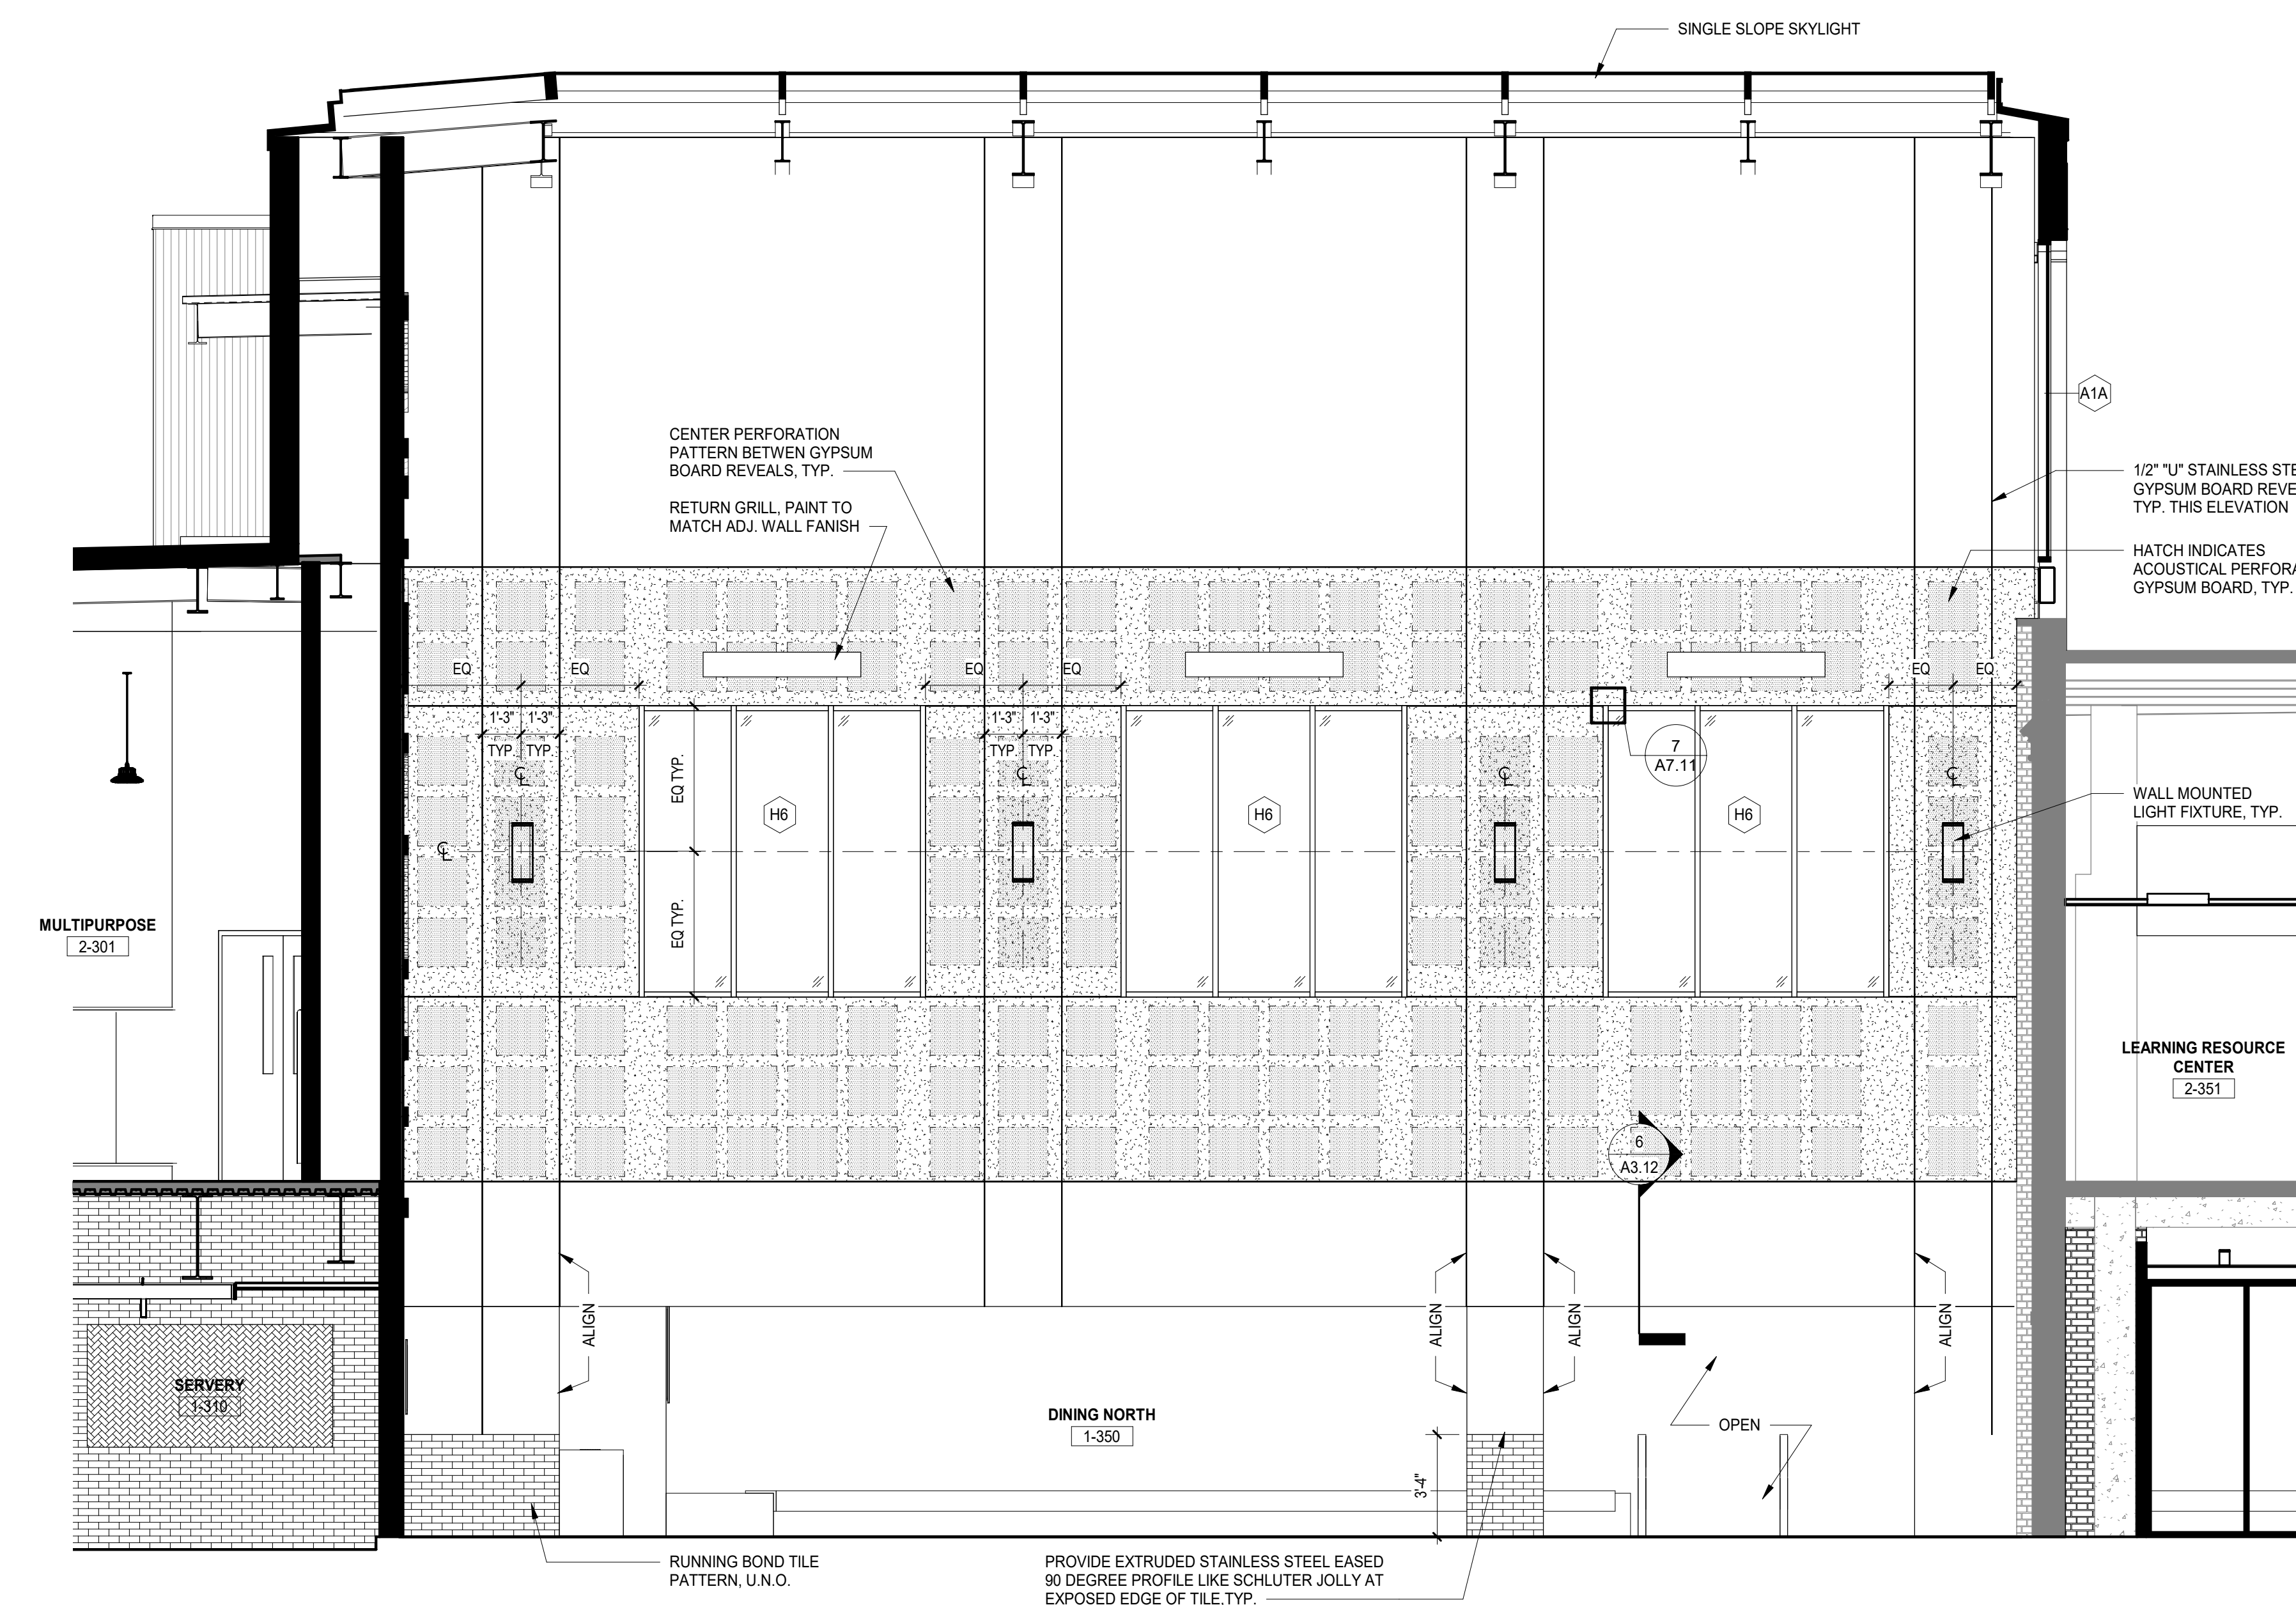 SINGLE SLOPE SKYLIGHT
A1A
CENTER PERFORATION
PATTERN BETWEN GYPSUM
BOARD REVEALS, TYP.
RETURN GRILL, PAINT TO
MATCH ADJ. WALL FANISH
1/2" "U" STAINLESS STE
GYPSUM BOARD REVE
TYP. THIS ELEVATION
HATCH INDICATES
ACOUSTICAL PERFORA
GYPSUM BOARD, TYP.
EQ EQ EQ EQ EQ EQ
1'-3" 1'-3" 1'-3" 1'-3"
TYP. TYP. TYP. TYP.
EQ TYP.
EQ TYP.
7
A7.11
℄ ℄ ℄ ℄
WALL MOUNTED
LIGHT FIXTURE, TYP.
H6 H6 H6
℄
MULTIPURPOSE
2-301
LEARNING RESOURCE
CENTER
2-351
6
A3.12
ALIGN ALIGN ALIGN ALIGN
SERVERY
1-310
DINING NORTH
1-350
OPEN
3'-4"
RUNNING BOND TILE
PATTERN, U.N.O.
PROVIDE EXTRUDED STAINLESS STEEL EASED
90 DEGREE PROFILE LIKE SCHLUTER JOLLY AT
EXPOSED EDGE OF TILE.TYP.